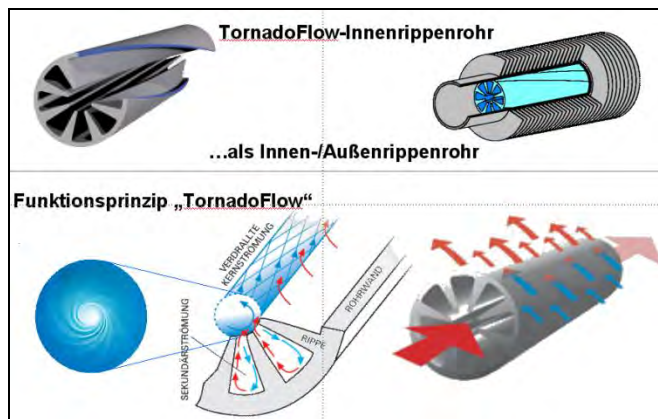 TornadoFlow-Innenrippenrohr
...als Innen-/Außenrippenrohr
Funktionsprinzip „TornadoFlow“
VERDRALLTE
KERNSTRÖMUNG
ROHRWAND
RIPPE
SEKUNDÄRSTRÖMUNG